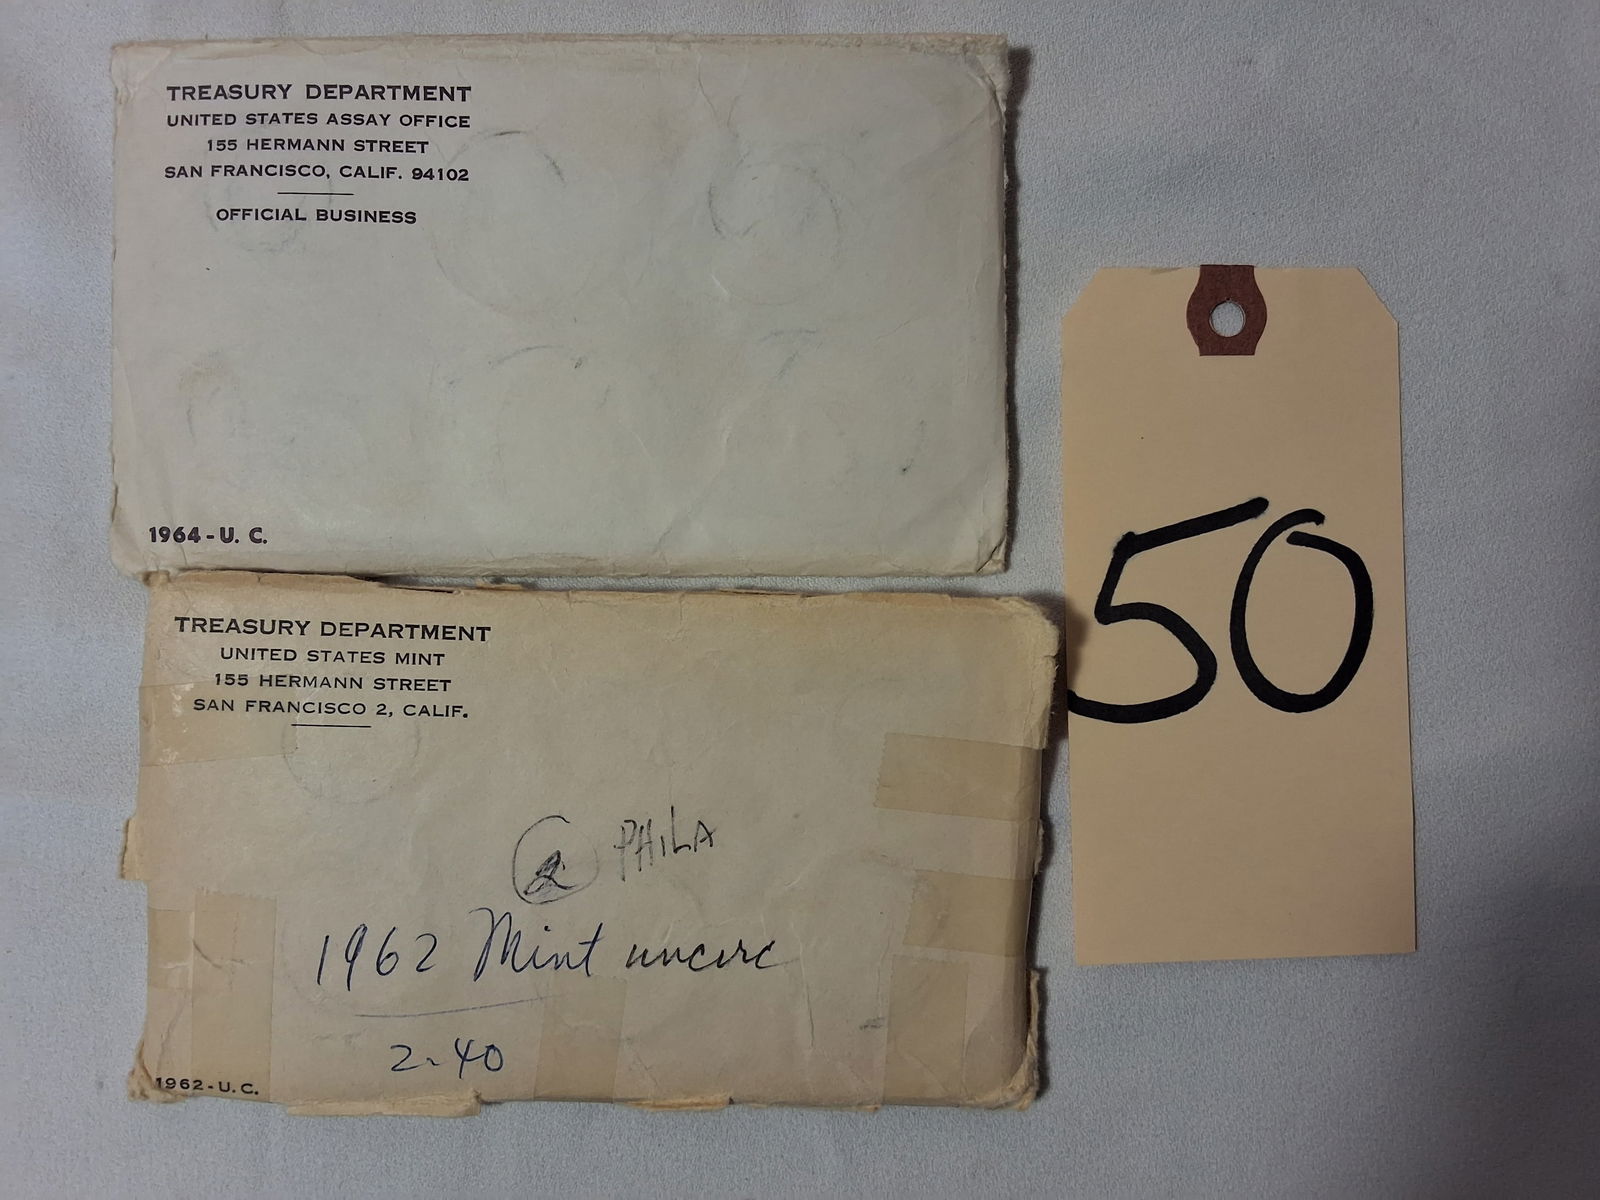 TREASURY DEPARTMENT
UNITED STATES ASSAY OFFICE
155 HERMANN STREET
SAN FRANCISCO, CALIF. 94102
OFFICIAL BUSINESS
1964-U. C.
TREASURY DEPARTMENT
UNITED STATES MINT
155 HERMANN STREET
SAN FRANCISCO 2, CALIF.
2 PHILA
1962 Mint uncirc
2-40
1962-U. C.
50